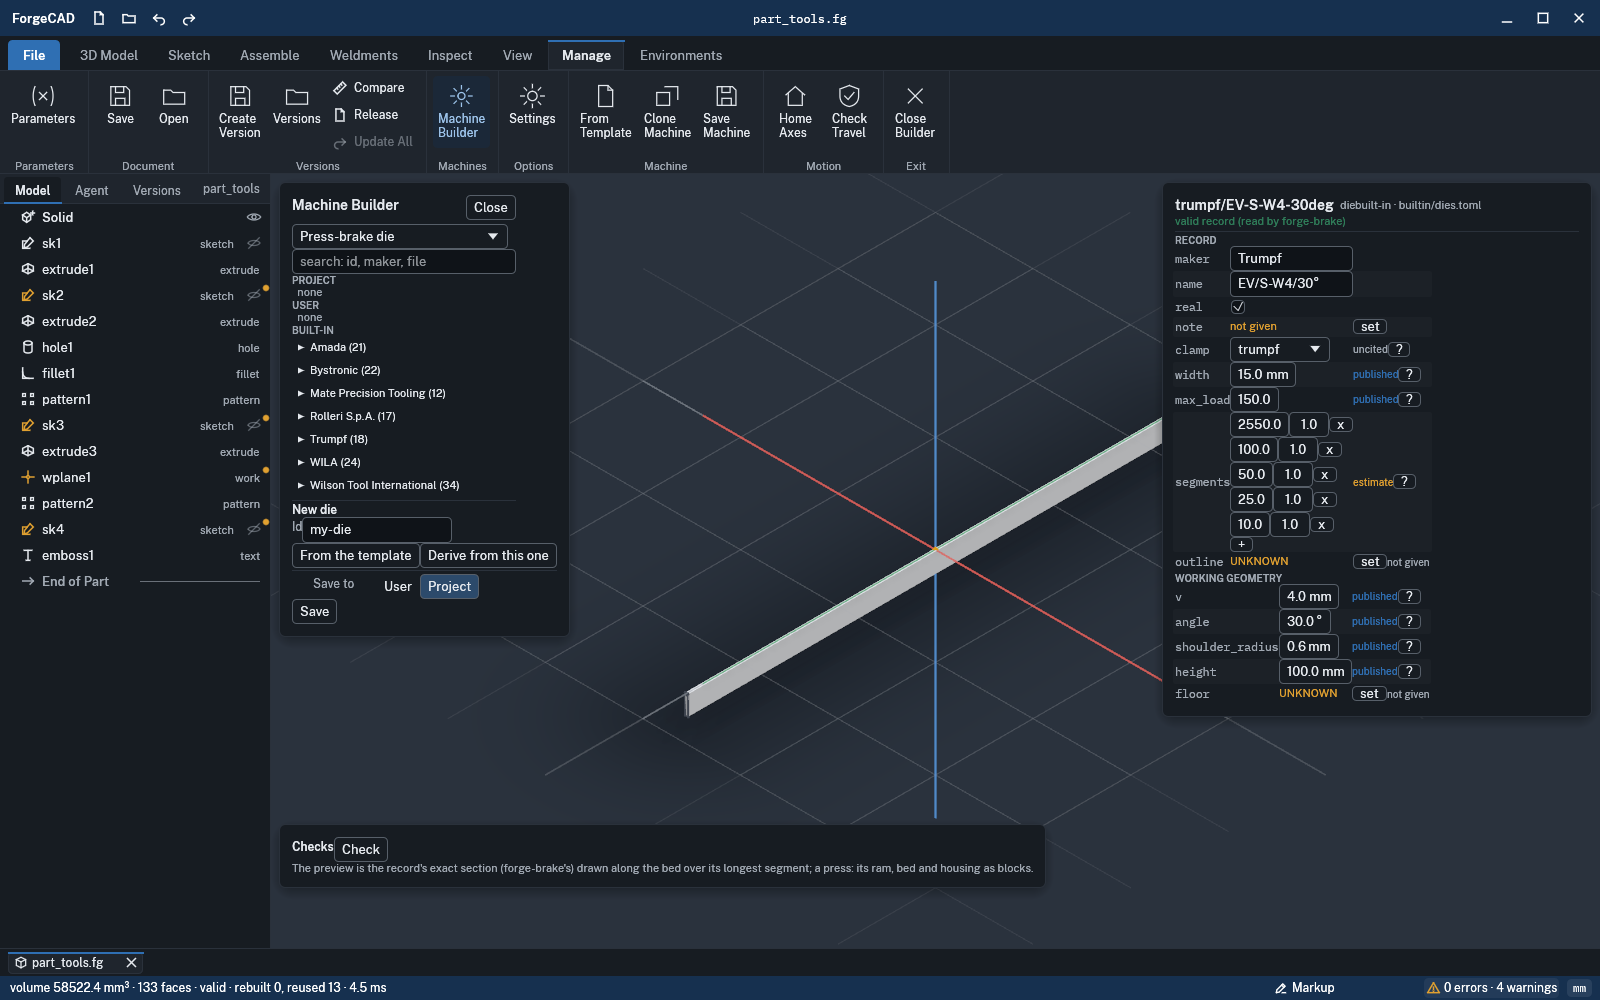 ForgeCAD
part_tools.fg
File 3D Model Sketch Assemble Weldments Inspect View Manage Environments
Parameters
Parameters
Save Open
Document
Create Version Versions
Compare
Release
Update All
Versions
Machine Builder
Machines
Settings
Options
From Template Clone Machine Save Machine
Machine
Home Axes Check Travel
Motion
Close Builder
Exit
Model Agent Versions part_tools
Solid
sk1 sketch
extrude1 extrude
sk2 sketch
extrude2 extrude
hole1 hole
fillet1 fillet
pattern1 pattern
sk3 sketch
extrude3 extrude
wplane1 work
pattern2 pattern
sk4 sketch
emboss1 text
End of Part
Machine Builder Close
Press-brake die
search: id, maker, file
PROJECT
none
USER
none
BUILT-IN
Amada (21)
Bystronic (22)
Mate Precision Tooling (12)
Rolleri S.p.A. (17)
Trumpf (18)
WILA (24)
Wilson Tool International (34)
New die
Id my-die
From the template Derive from this one
Save to User Project
Save
trumpf/EV-S-W4-30deg diebuilt-in · builtin/dies.toml
valid record (read by forge-brake)
RECORD
maker Trumpf
name EV/S-W4/30°
real
note not given set
clamp trumpf uncited ?
width 15.0 mm published ?
max_load 150.0 published ?
2550.0 1.0 x
100.0 1.0 x
segments 50.0 1.0 x estimate ?
25.0 1.0 x
10.0 1.0 x
+
outline UNKNOWN set not given
WORKING GEOMETRY
v 4.0 mm published ?
angle 30.0 ° published ?
shoulder_radius 0.6 mm published ?
height 100.0 mm published ?
floor UNKNOWN set not given
Checks Check
The preview is the record's exact section (forge-brake's) drawn along the bed over its longest segment; a press: its ram, bed and housing as blocks.
part_tools.fg
volume 58522.4 mm³ · 133 faces · valid · rebuilt 0, reused 13 · 4.5 ms
Markup
0 errors · 4 warnings mm